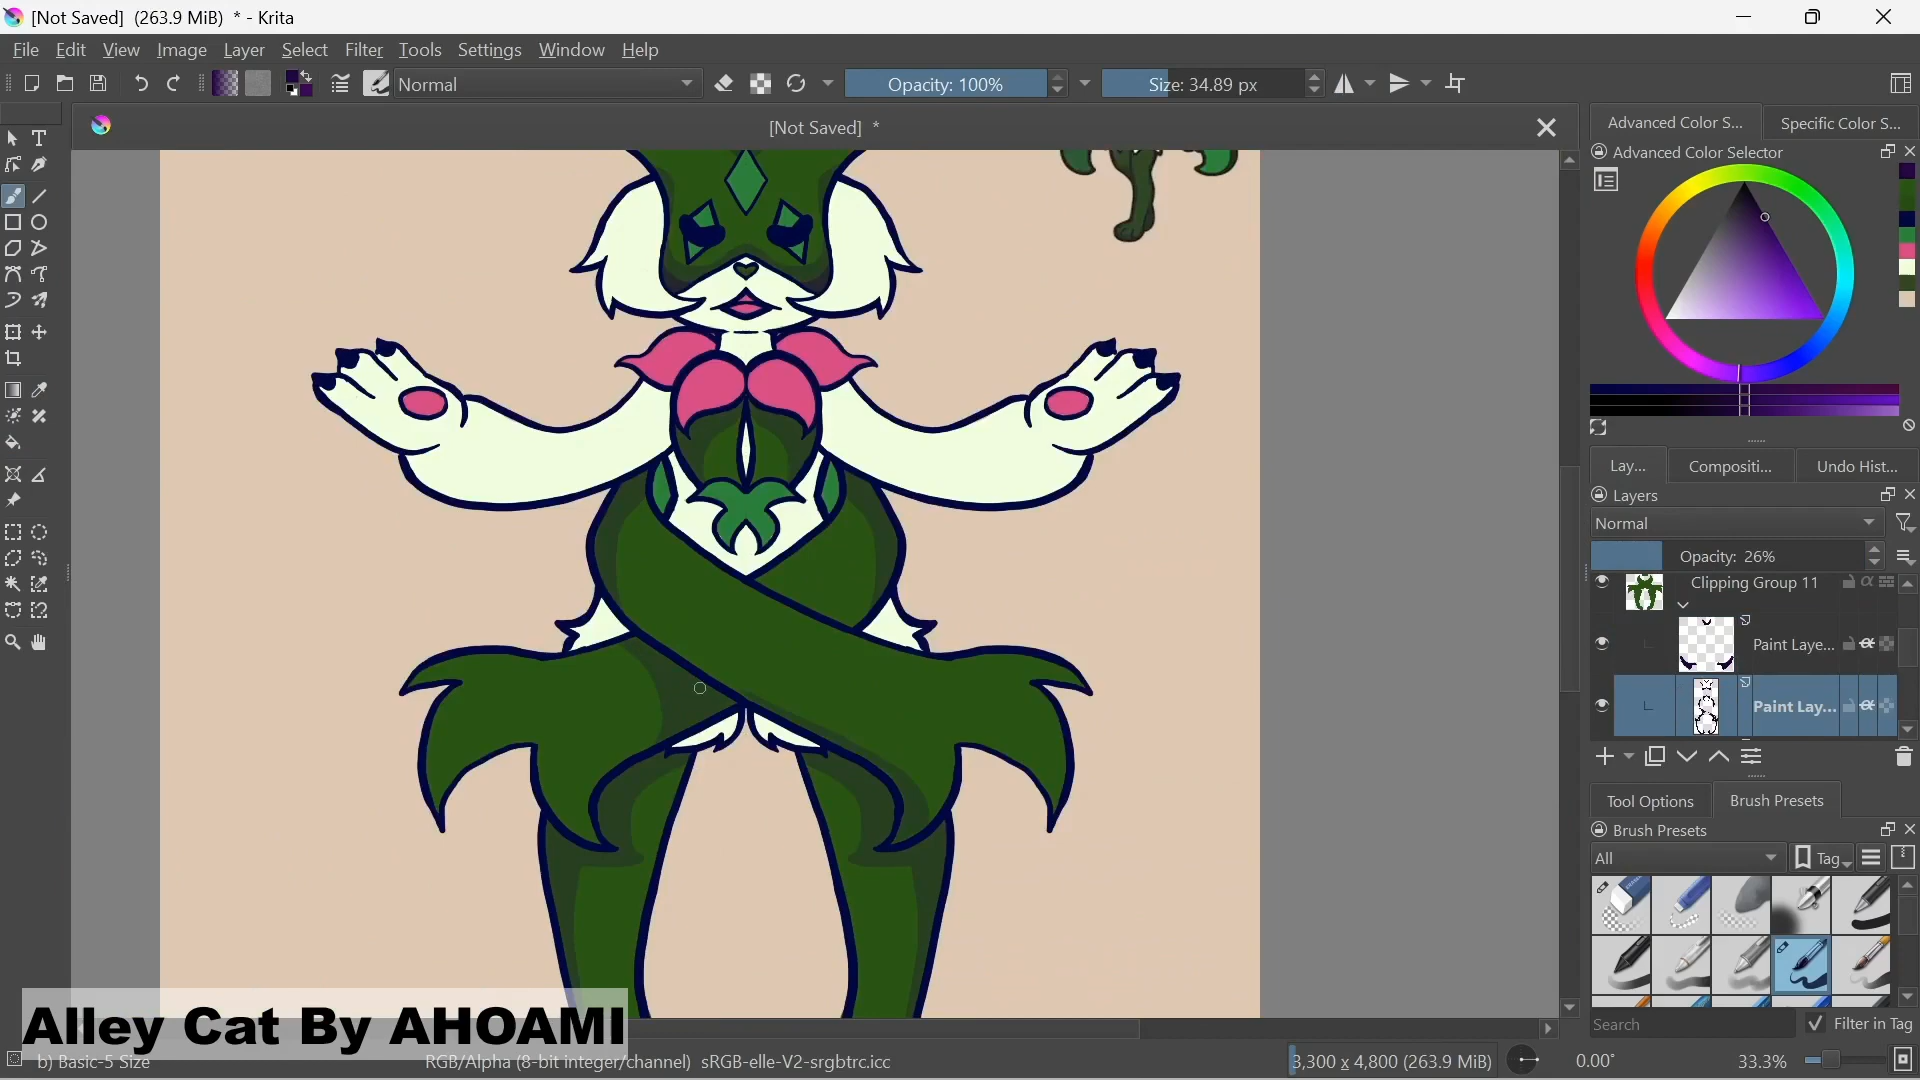 [Not Saved] (263.9 MiB) * - Krita
File Edit View Image Layer Select Filter Tools Settings Window Help
Normal
Opacity: 100%
Size: 34.89 px
[Not Saved] *
Advanced Color S...
Specific Color S...
Advanced Color Selector
Lay...
Compositi...
Undo Hist...
Layers
Normal
Opacity: 26%
Clipping Group 11
Paint Laye...
Paint Lay...
Tool Options
Brush Presets
Brush Presets
All
Tag
Search
Filter in Tag
Alley Cat By AHOAMI
b) Basic-5 Size
RGB/Alpha (8-bit integer/channel) sRGB-elle-V2-srgbtrc.icc
3,300 x 4,800 (263.9 MiB)
0.00°
33.3%